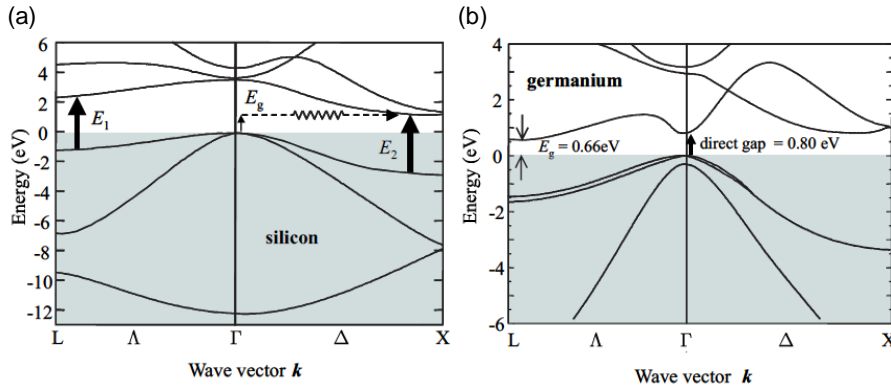 (a)
6
4
2
0
-2
-4
-6
-8
-10
-12
Energy (eV)
E1
Eg
E2
silicon
L Λ Γ Δ X
Wave vector k
(b)
4
2
0
-2
-4
-6
Energy (eV)
germanium
Eg = 0.66eV
direct gap = 0.80 eV
L Λ Γ Δ X
Wave vector k